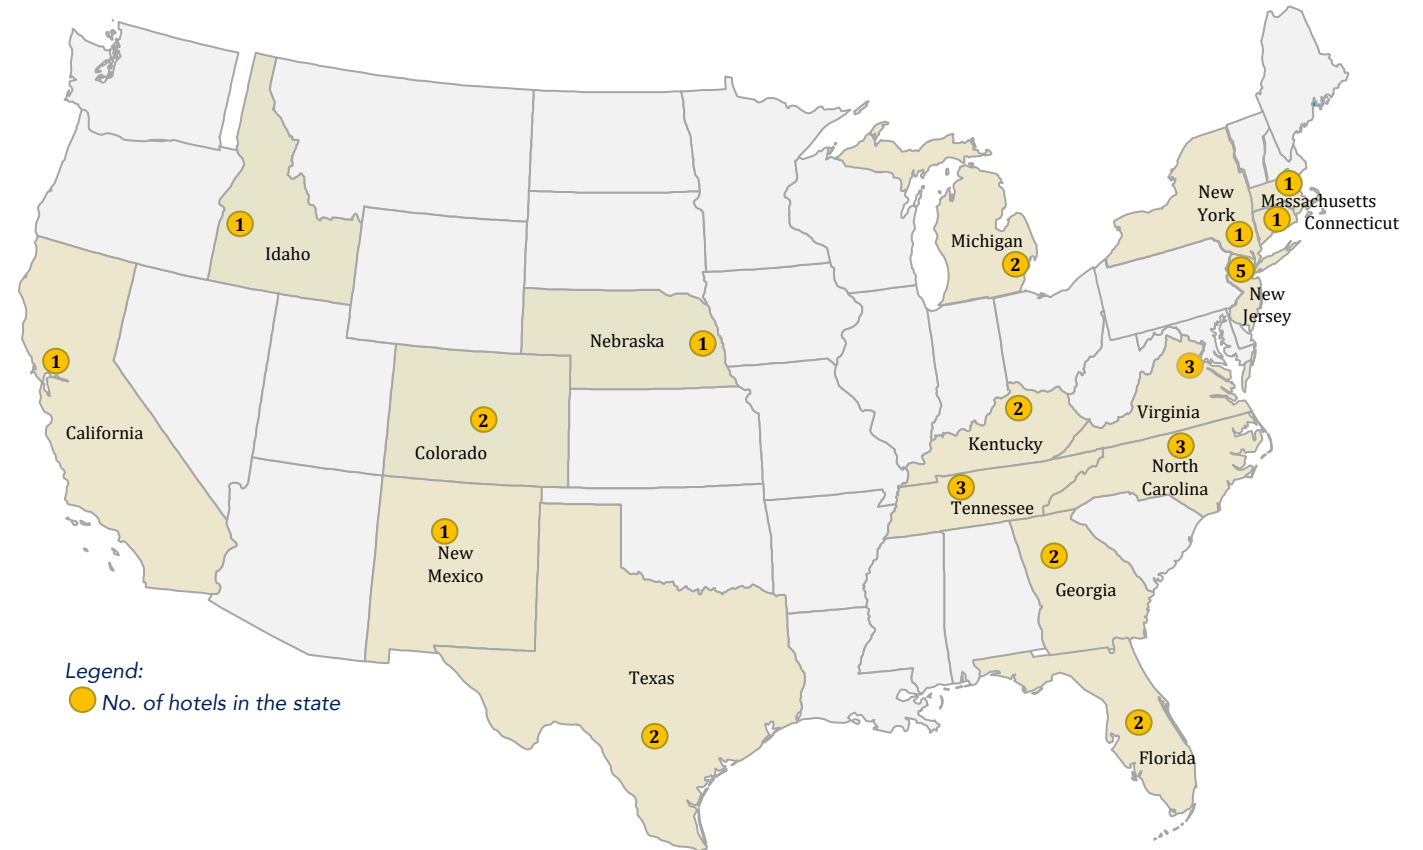 1
Idaho
1
California
2
Colorado
Nebraska
1
1
New
Mexico
Texas
2
Michigan
2
New
York
1
1
Massachusetts
1
Connecticut
5
New
Jersey
3
Virginia
2
Kentucky
3
North
Carolina
3
Tennessee
2
Georgia
2
Florida
Legend:
No. of hotels in the state